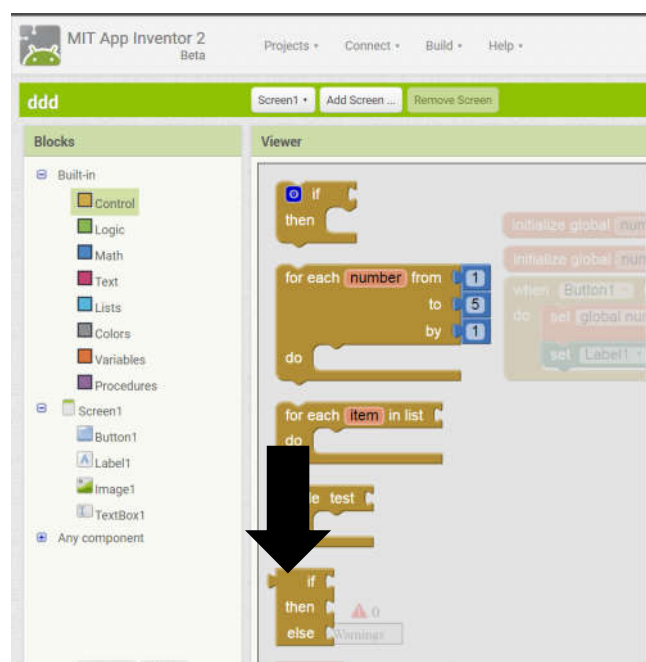 MIT App Inventor 2
Beta
Projects
Connect
Build
Help
ddd
Screen1
Add Screen ...
Remove Screen
Blocks
Viewer
Built-in
Control
Logic
Math
Text
Lists
Colors
Variables
Procedures
Screen1
Button1
Label1
Image1
TextBox1
Any component
if
then
for each number from 1
to 5
by 1
do
for each item in list
do
test
if
then
else
0
Warnings
initialize global
initialize global
when Button1
do set global
set Label1